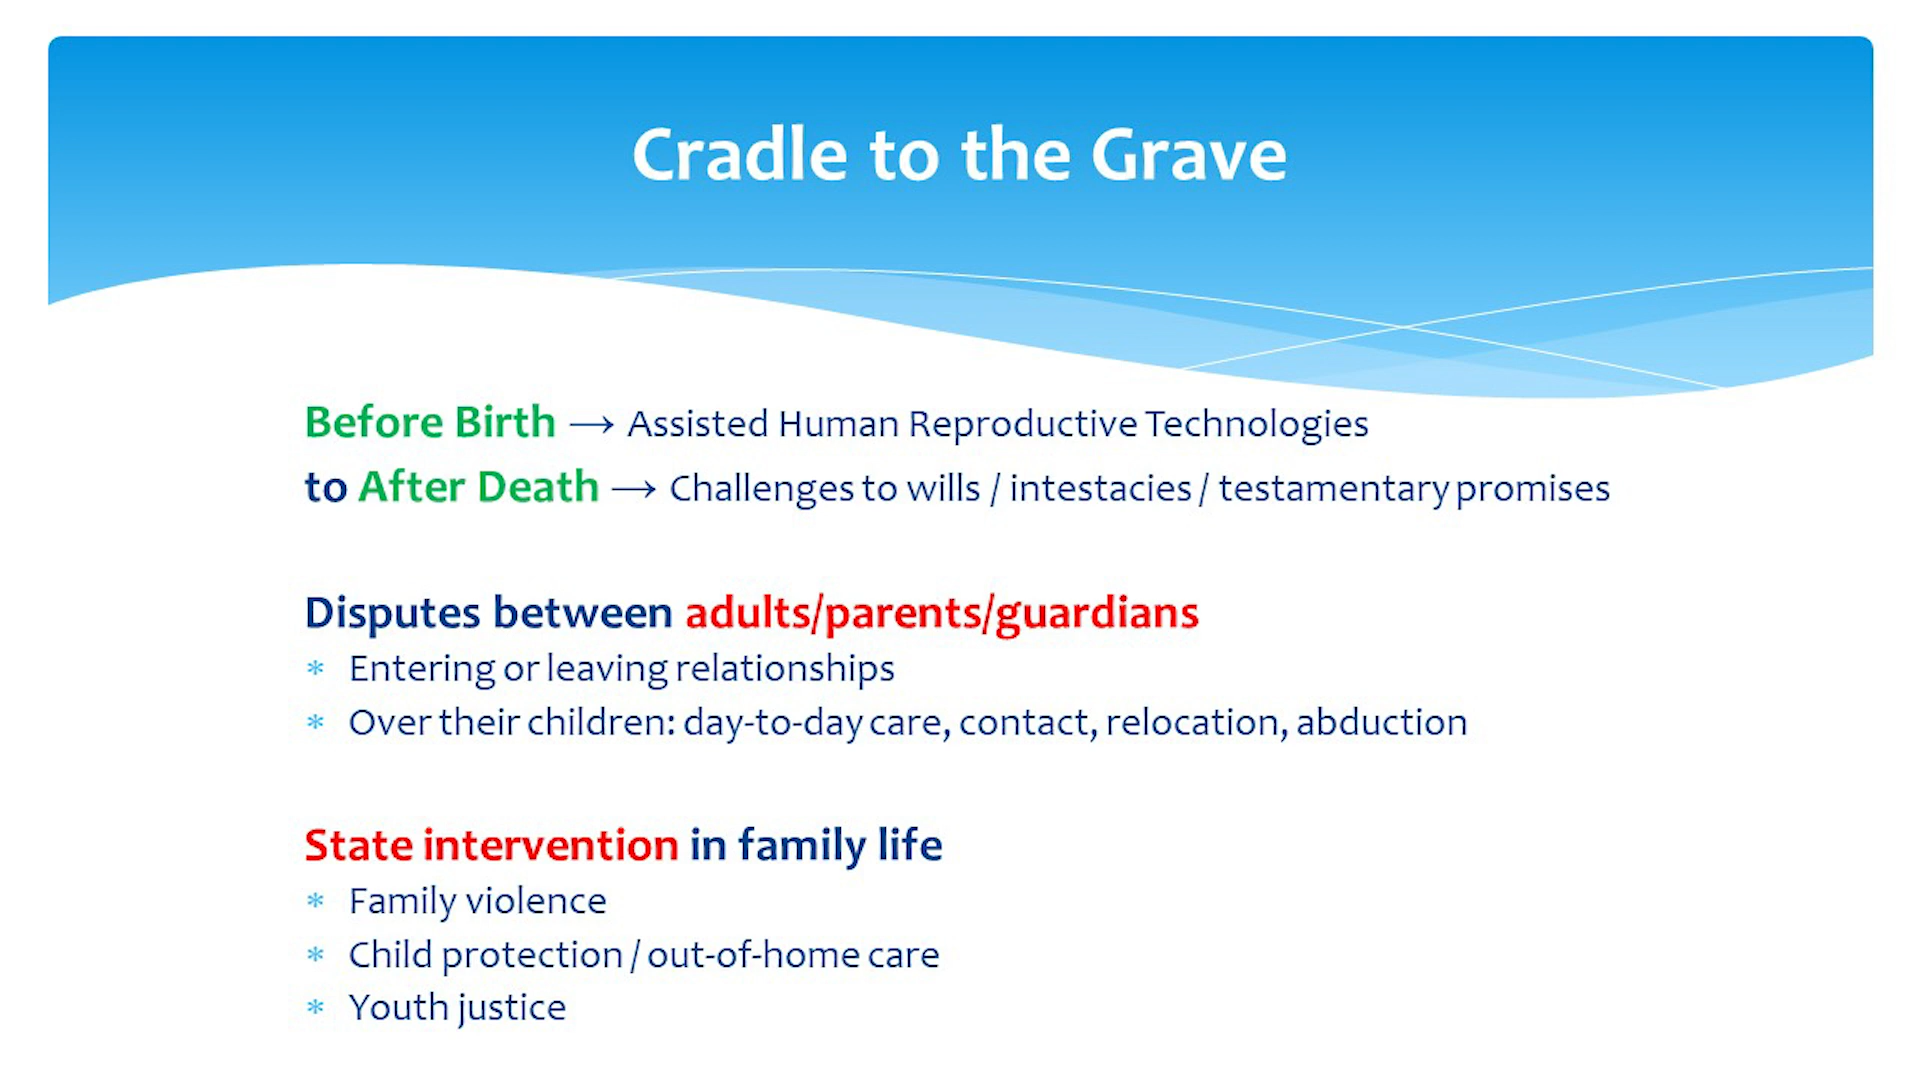 Cradle to the Grave
Before Birth → Assisted Human Reproductive Technologies
to After Death → Challenges to wills / intestacies / testamentary promises
Disputes between adults/parents/guardians
* Entering or leaving relationships
* Over their children: day-to-day care, contact, relocation, abduction
State intervention in family life
* Family violence
* Child protection / out-of-home care
* Youth justice